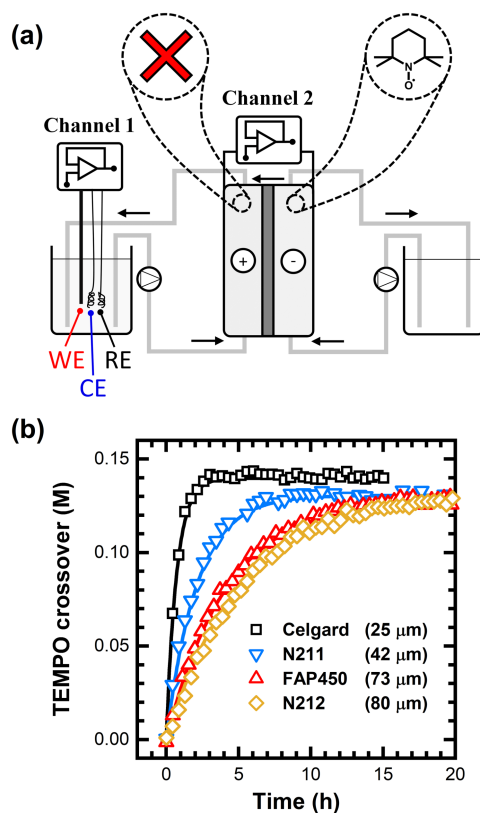 (a)
Channel 1
Channel 2
N
O·
+
-
WE
CE
RE
(b)
TEMPO crossover (M)
0.15
0.10
0.05
0.00
Celgard (25 μm)
N211 (42 μm)
FAP450 (73 μm)
N212 (80 μm)
0 5 10 15 20
Time (h)